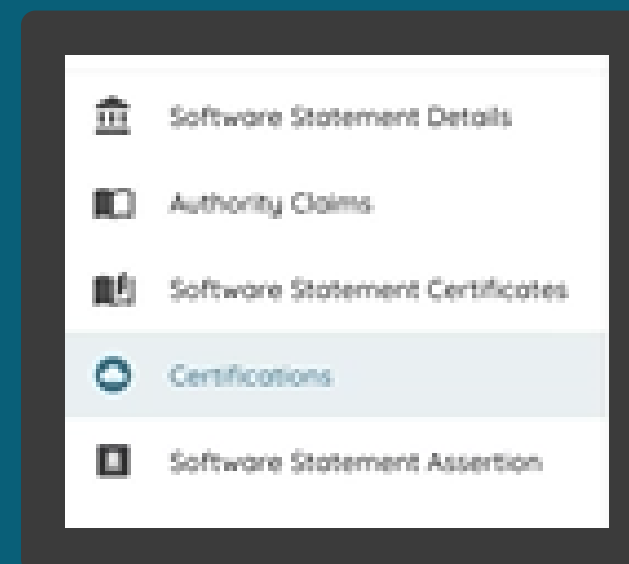 Software Statement Details
Authority Claims
Software Statement Certificates
Certifications
Software Statement Assertion